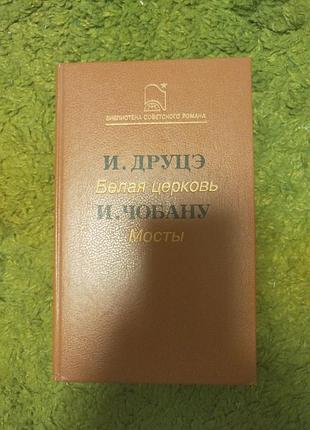 БИБЛИОТЕКА СОВЕТСКОГО РОМАНА
И. ДРУЦЭ
Белая церковь
И. ЧОБАНУ
Мосты